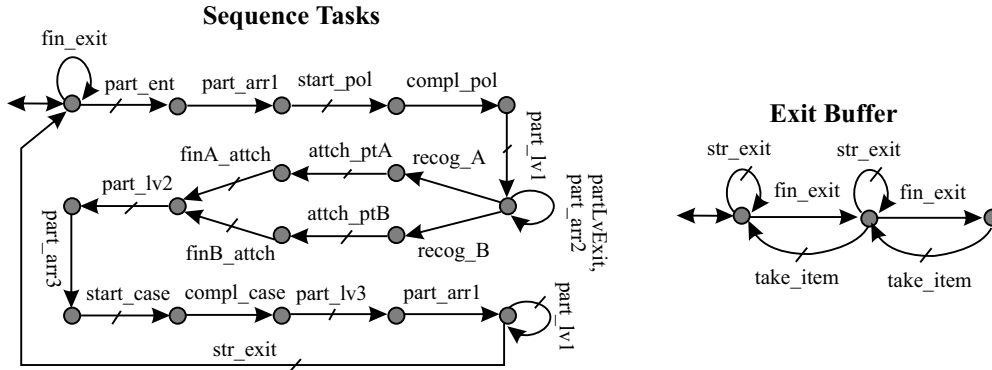 Sequence Tasks
fin_exit
part_ent
part_arr1
start_pol
compl_pol
part_lv1
finA_attch
attch_ptA
recog_A
part_lv2
partLvExit,
part_arr2
attch_ptB
finB_attch
recog_B
part_arr3
start_case
compl_case
part_lv3
part_arr1
part_lv1
str_exit
Exit Buffer
str_exit
str_exit
fin_exit
fin_exit
take_item
take_item